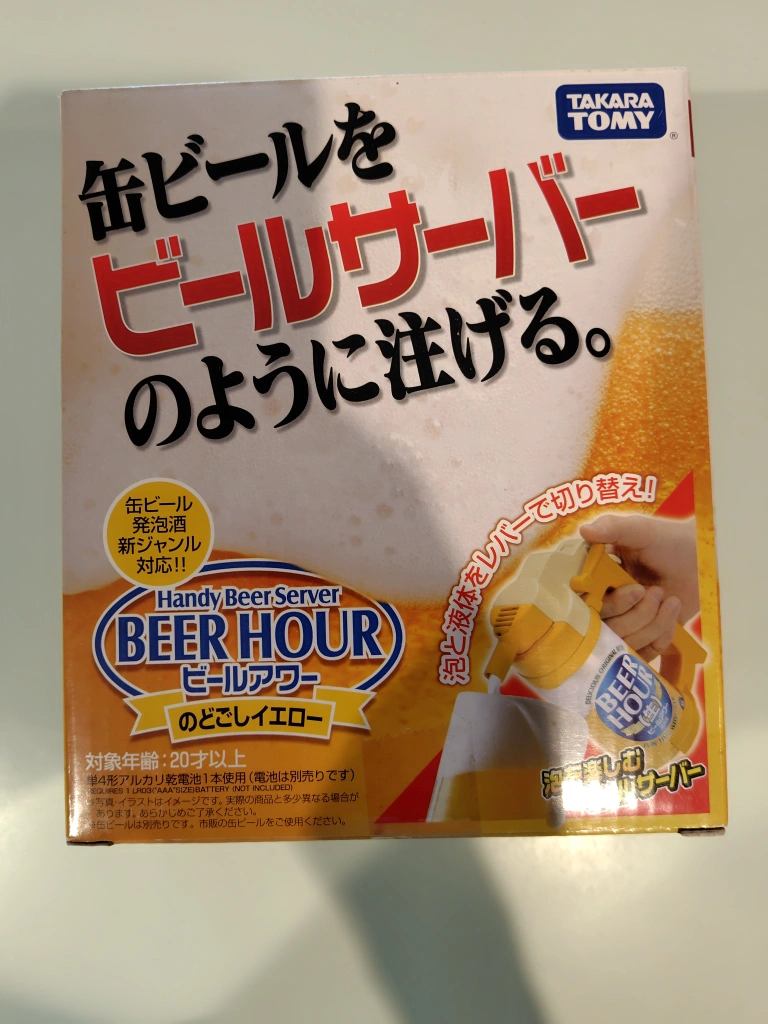 TAKARA
TOMY
®
缶ビールを
ビールサーバー
のように注げる。
缶ビール
発泡酒
新ジャンル
対応!!
泡と液体をレバーで切り替え!
Handy Beer Server
BEER HOUR
ビールアワー
のどごしイエロー
BEER
HOUR
泡を楽しむ
サーバー
対象年齢:20才以上
単4形アルカリ乾電池1本使用(電池は別売りです)
REQUIRES 1 LR03("AAA"SIZE)BATTERY (NOT INCLUDED)
※写真・イラストはイメージです。実際の商品と多少異なる場合が
あります。あらかじめご了承ください。
※缶ビールは別売りです。市販の缶ビールをご使用ください。